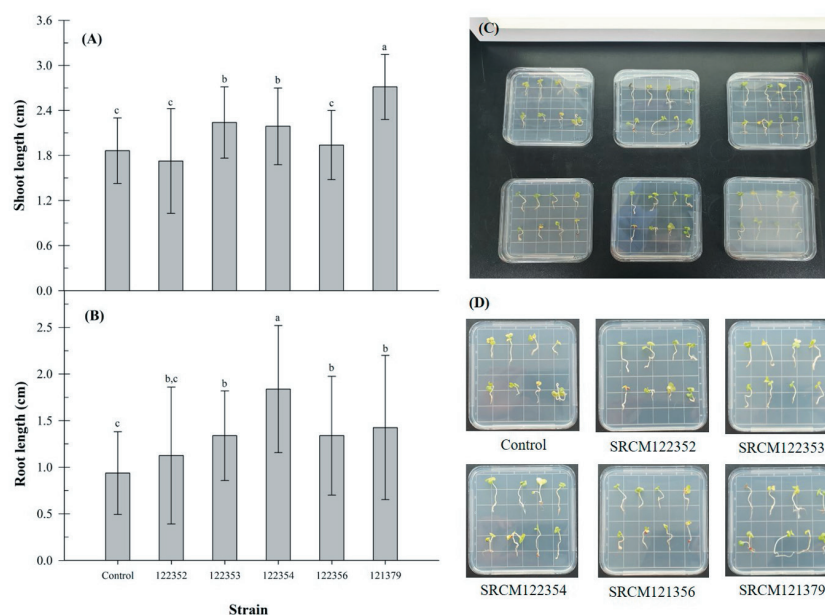 (A)
Shoot length (cm)
3.6
3.0
2.4
1.8
1.2
0.6
0.0
c
c
b
b
c
a
(B)
Root length (cm)
2.5
2.0
1.5
1.0
0.5
0.0
c
b,c
b
a
b
b
Control 122352 122353 122354 122356 121379
Strain
(C)
(D)
Control SRCM122352 SRCM122353
SRCM122354 SRCM121356 SRCM121379